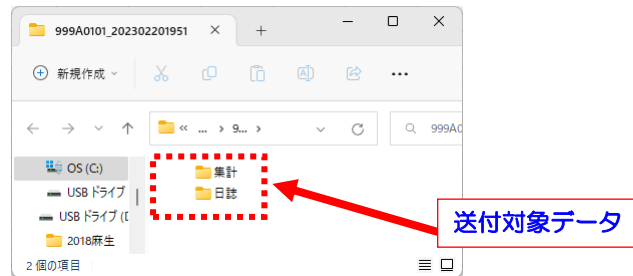 999A0101_202302201951
新規作成
« ... › 9... ›
999A0
OS (C:)
集計
USB ドライブ
日誌
USB ドライブ (D
送付対象データ
2018麻生
2 個の項目